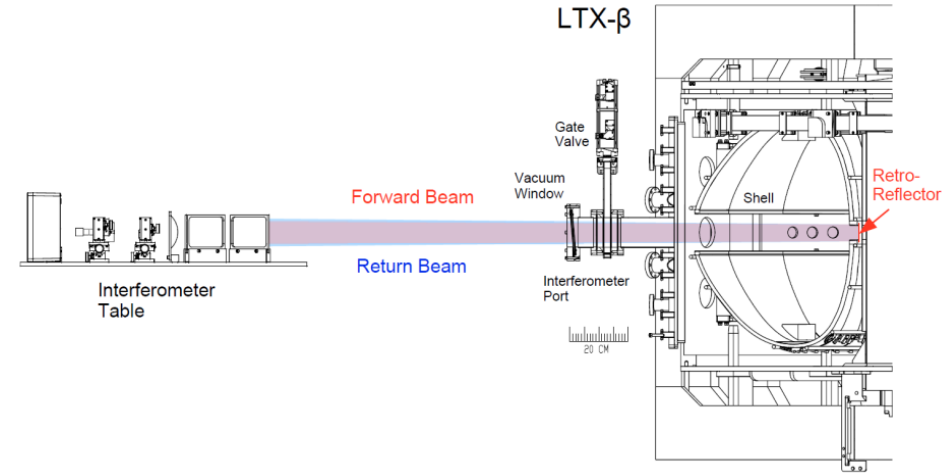 LTX-β
Gate
Valve
Vacuum
Window
Retro-
Reflector
Shell
Forward Beam
Return Beam
Interferometer
Port
Interferometer
Table
20 CM